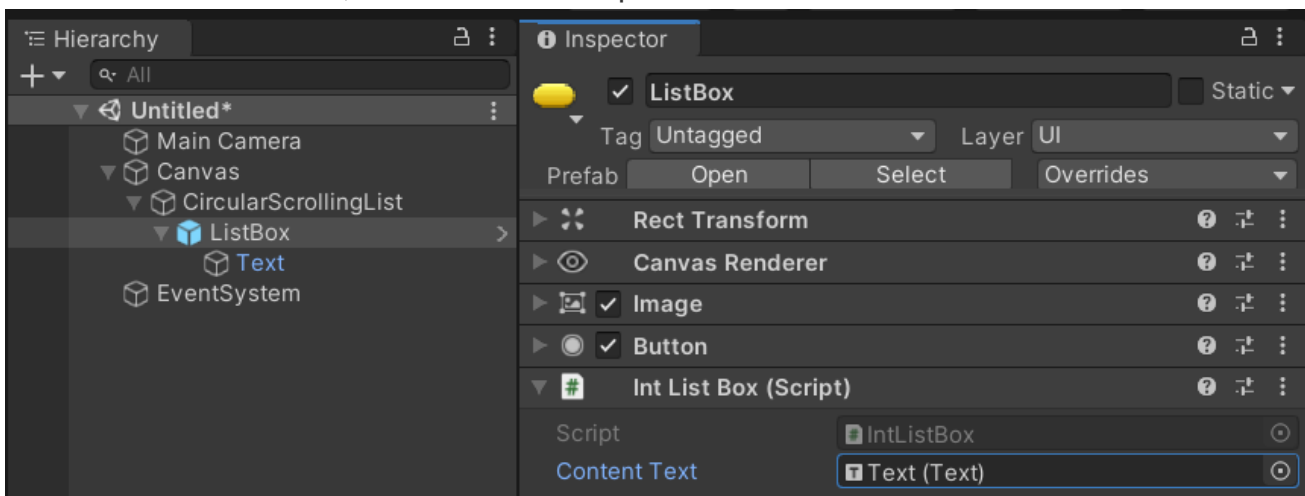 Hierarchy
All
Untitled*
Main Camera
Canvas
CircularScrollingList
ListBox
Text
EventSystem
Inspector
ListBox
Static
Tag Untagged Layer UI
Prefab Open Select Overrides
Rect Transform
Canvas Renderer
Image
Button
# Int List Box (Script)
Script IntListBox
Content Text Text (Text)